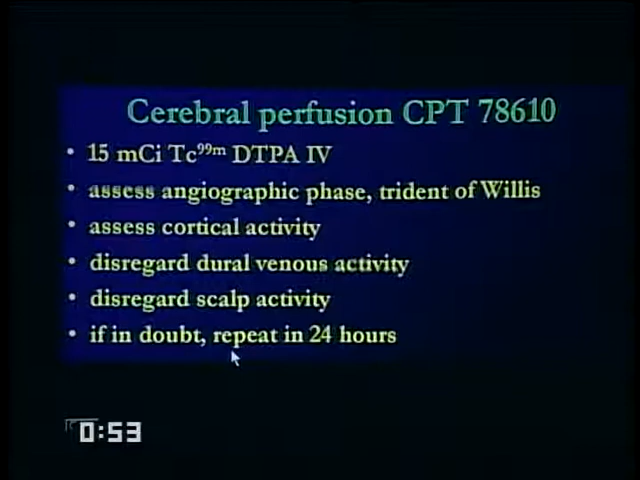 Cerebral perfusion CPT 78610
• 15 mCi Tc99m DTPA IV
• assess angiographic phase, trident of Willis
• assess cortical activity
• disregard dural venous activity
• disregard scalp activity
• if in doubt, repeat in 24 hours
0:53